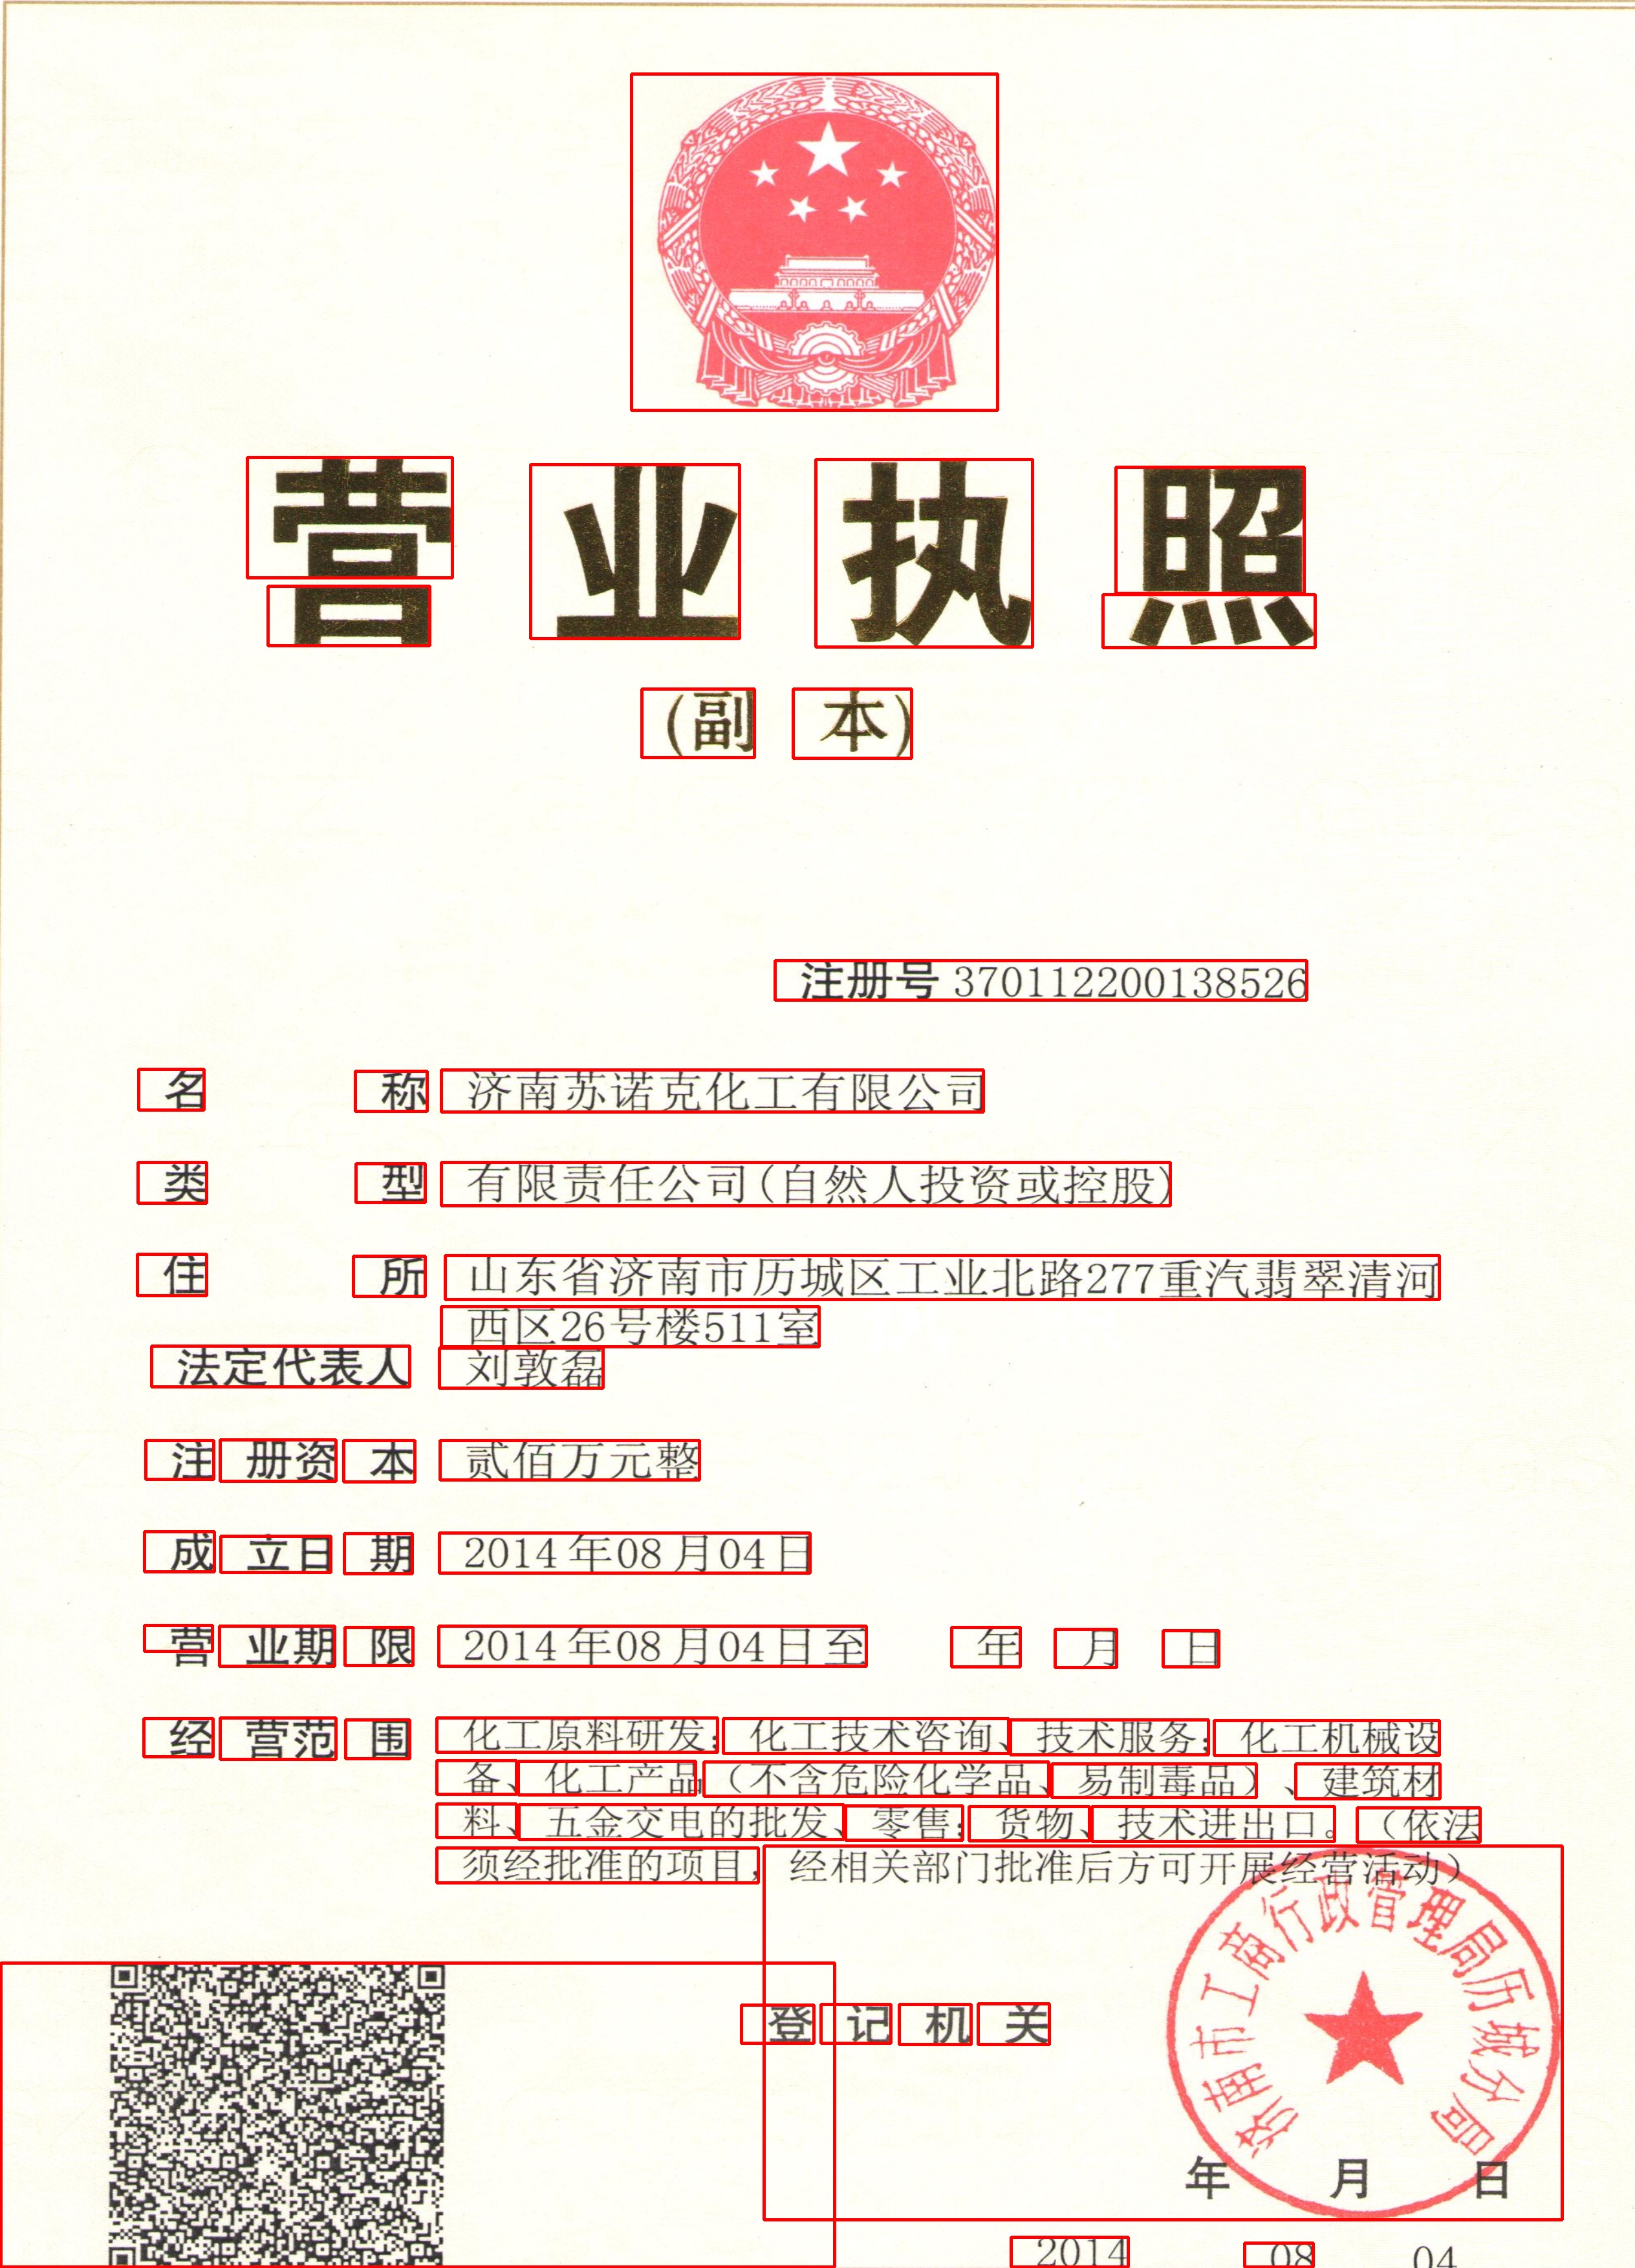 营业执照
(副 本)
注册号 370112200138526
名 称 济南苏诺克化工有限公司
类 型 有限责任公司(自然人投资或控股)
住 所 山东省济南市历城区工业北路277重汽翡翠清河
西区26号楼511室
法定代表人 刘敦磊
注册资本 贰佰万元整
成立日期 2014年08月04日
营业期限 2014年08月04日至 年 月 日
经营范围 化工原料研发;化工技术咨询、技术服务;化工机械设
备、化工产品(不含危险化学品、易制毒品)、建筑材
料、五金交电的批发、零售;货物、技术进出口。(依法
须经批准的项目,经相关部门批准后方可开展经营活动)
登记机关
济南市工商行政管理局历城分局
年 月 日
2014 08 04